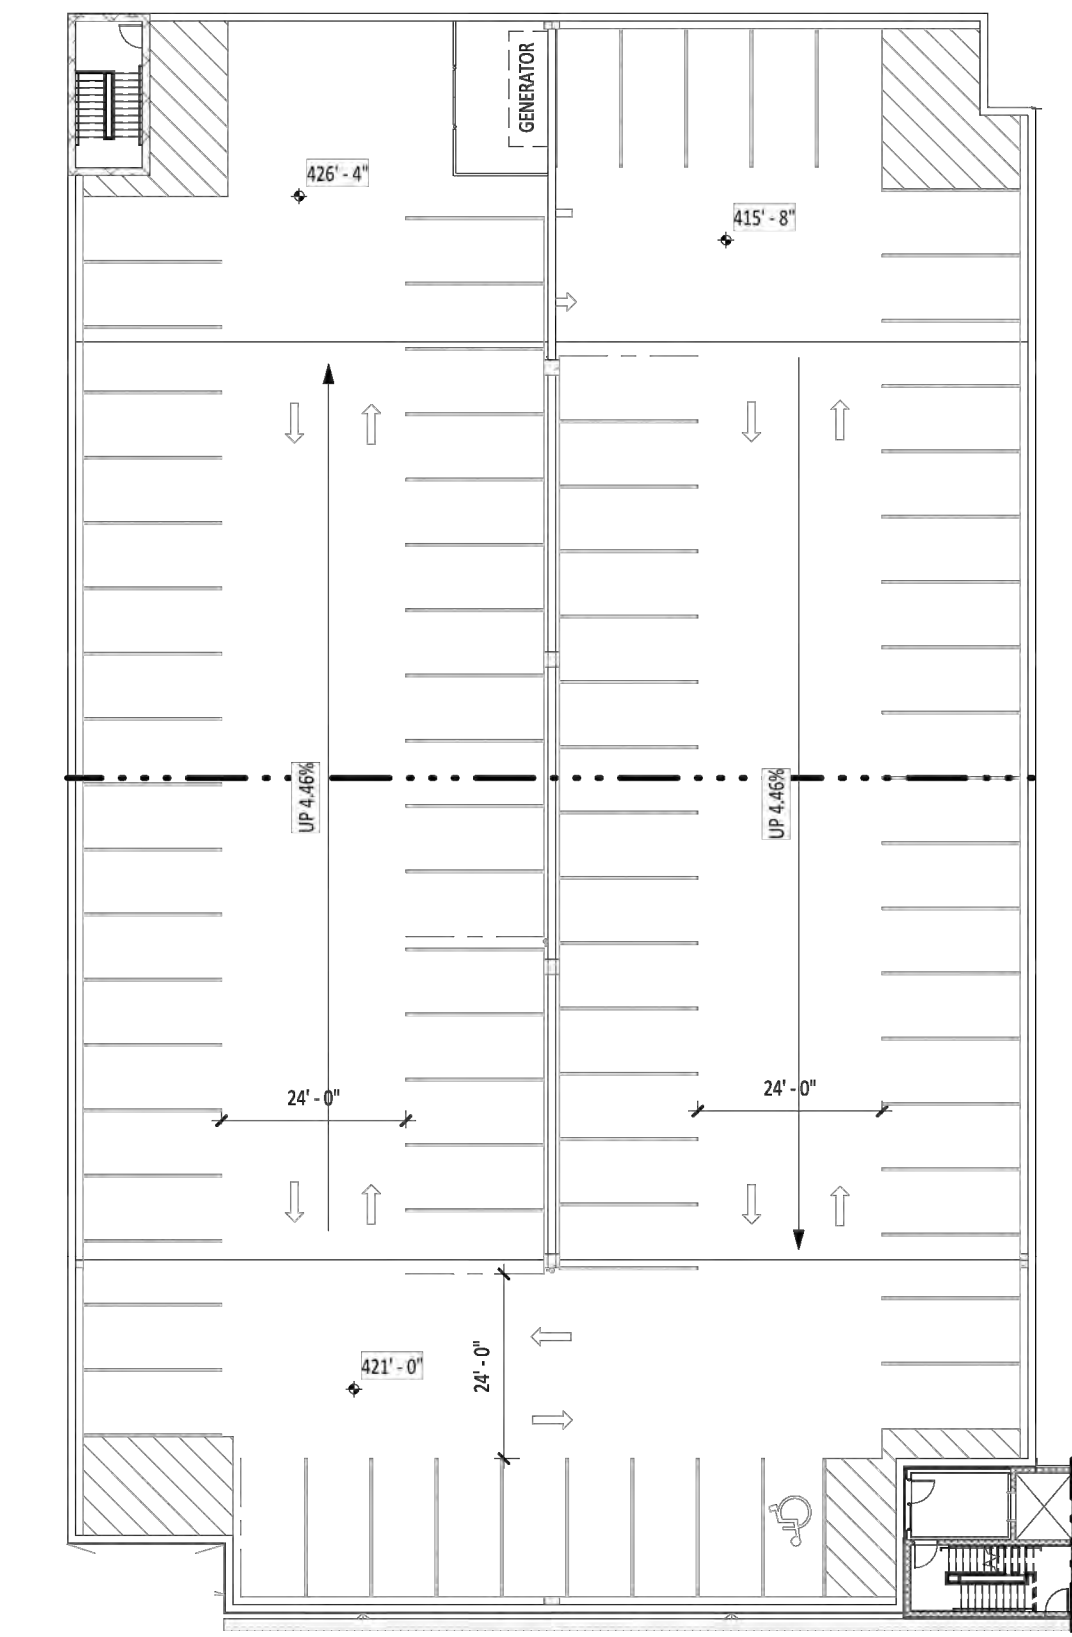 GENERATOR
426' - 4"
415' - 8"
UP 4.46%
UP 4.46%
24' - 0"
24' - 0"
24' - 0"
421' - 0"